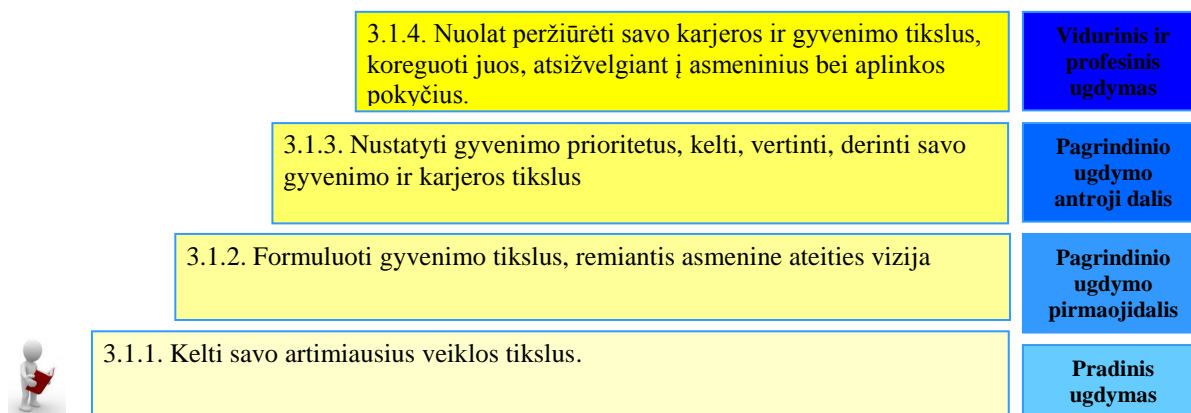 3.1.4. Nuolat peržiūrėti savo karjeros ir gyvenimo tikslus,
koreguoti juos, atsižvelgiant į asmeninius bei aplinkos
pokyčius.
Vidurinis ir
profesinis
ugdymas
3.1.3. Nustatyti gyvenimo prioritetus, kelti, vertinti, derinti savo
gyvenimo ir karjeros tikslus
Pagrindinio
ugdymo
antroji dalis
3.1.2. Formuluoti gyvenimo tikslus, remiantis asmenine ateities vizija
Pagrindinio
ugdymo
pirmaojidalis
3.1.1. Kelti savo artimiausius veiklos tikslus.
Pradinis
ugdymas